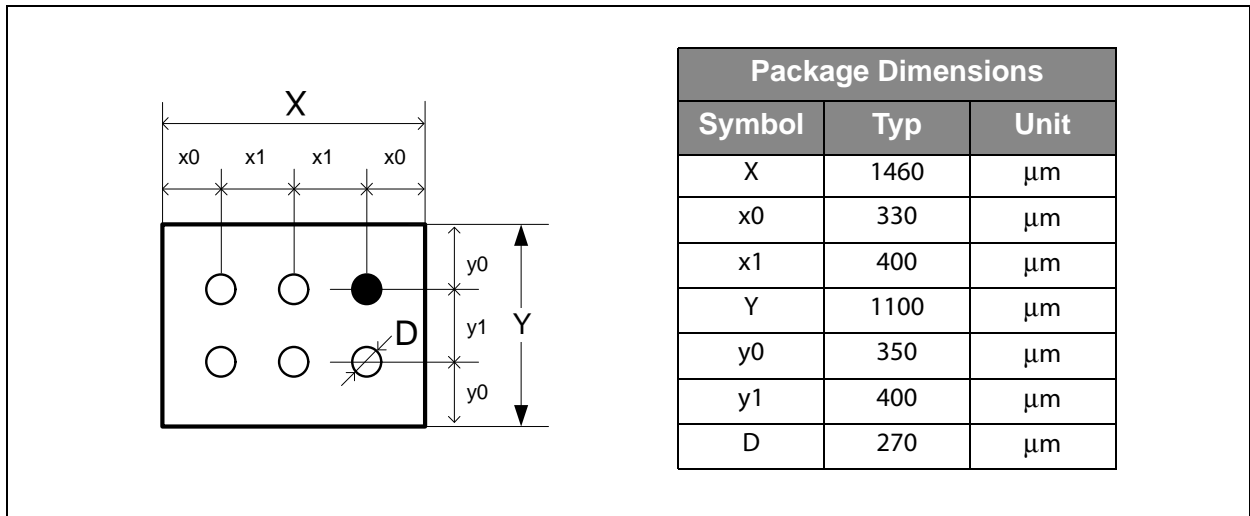 X
x0 x1 x1 x0
y0
y1 Y
D
y0
Package Dimensions
Symbol Typ Unit
X 1460 μm
x0 330 μm
x1 400 μm
Y 1100 μm
y0 350 μm
y1 400 μm
D 270 μm